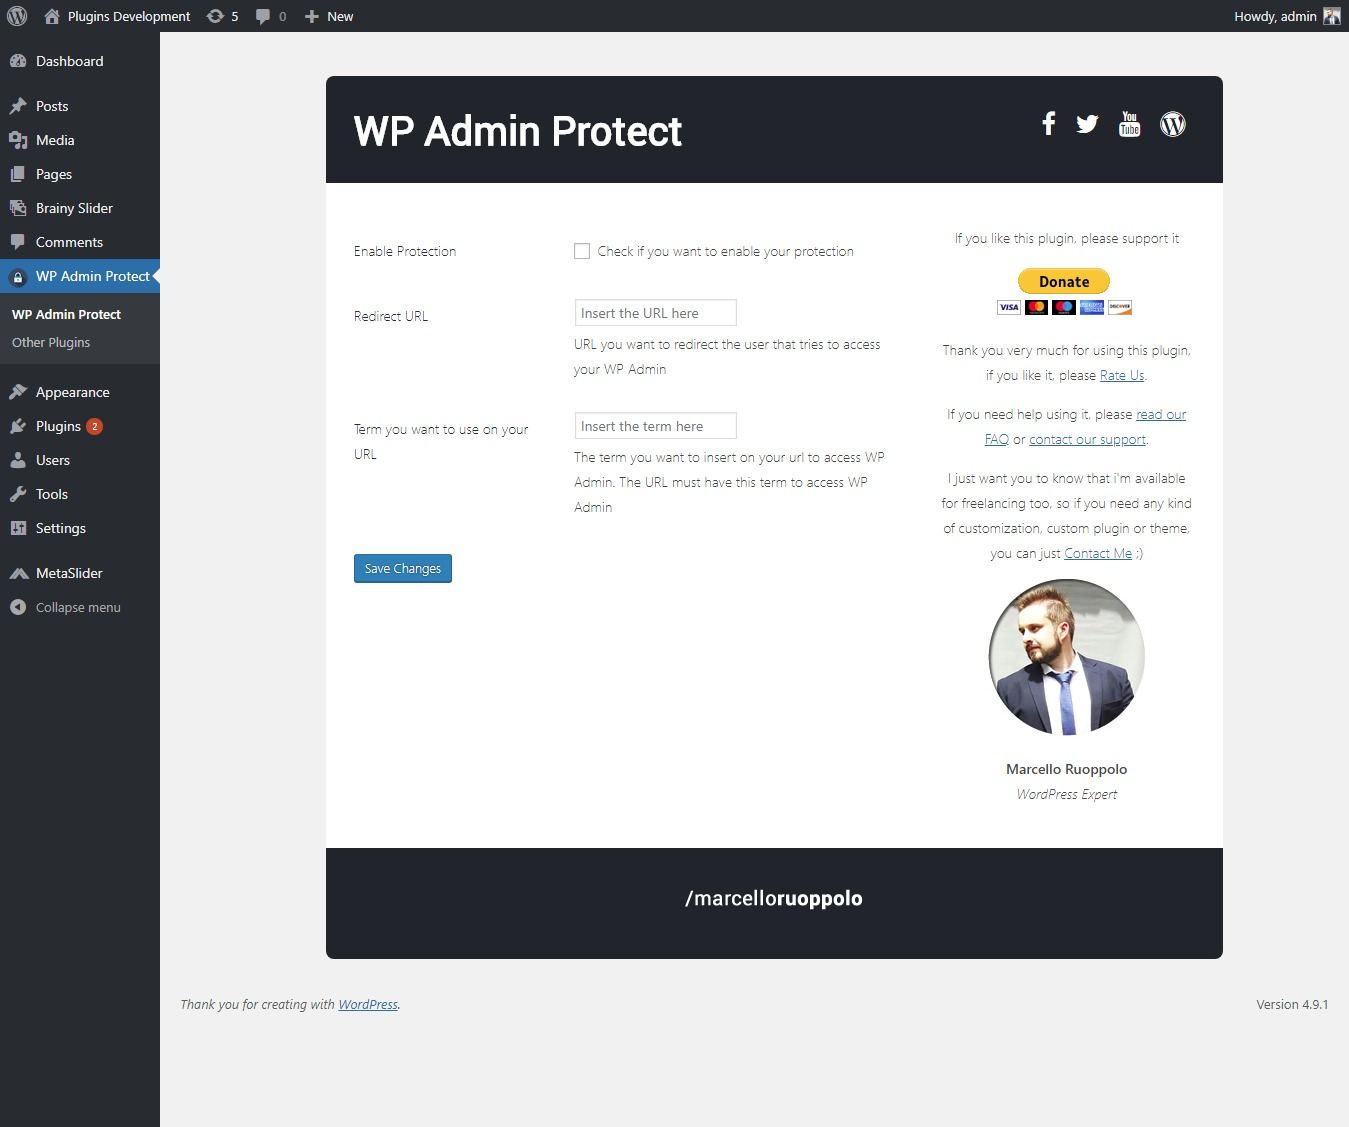 Plugins Development 5 0 New Howdy, admin
Dashboard
Posts
Media
Pages
Brainy Slider
Comments
WP Admin Protect
WP Admin Protect
Other Plugins
Appearance
Plugins 2
Users
Tools
Settings
MetaSlider
Collapse menu
WP Admin Protect
You
Tube
Enable Protection
Check if you want to enable your protection
Redirect URL
Insert the URL here
URL you want to redirect the user that tries to access
your WP Admin
Term you want to use on your
URL
Insert the term here
The term you want to insert on your url to access WP
Admin. The URL must have this term to access WP
Admin
Save Changes
If you like this plugin, please support it
Donate
VISA
DISCOVER
Thank you very much for using this plugin,
if you like it, please Rate Us.
If you need help using it, please read our
FAQ or contact our support.
I just want you to know that i'm available
for freelancing too, so if you need any kind
of customization, custom plugin or theme,
you can just Contact Me ;)
Marcello Ruoppolo
WordPress Expert
/marcelloruoppolo
Thank you for creating with WordPress.
Version 4.9.1